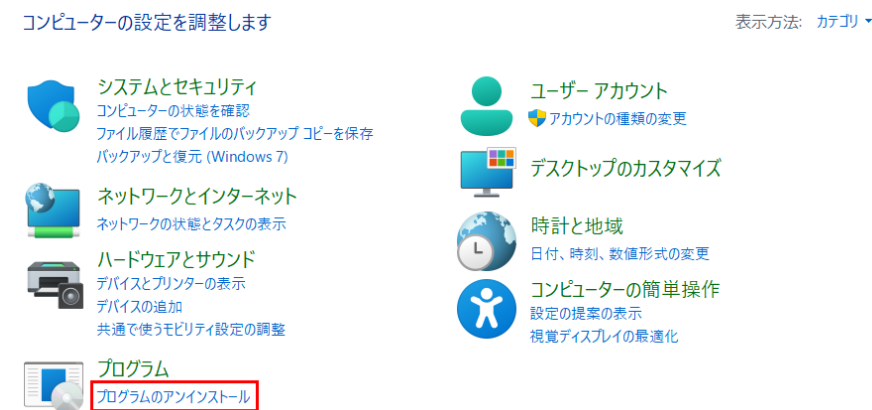 コンピューターの設定を調整します
表示方法: カテゴリ
システムとセキュリティ
コンピューターの状態を確認
ファイル履歴でファイルのバックアップ コピーを保存
バックアップと復元 (Windows 7)
ネットワークとインターネット
ネットワークの状態とタスクの表示
ハードウェアとサウンド
デバイスとプリンターの表示
デバイスの追加
共通で使うモビリティ設定の調整
プログラム
プログラムのアンインストール
ユーザー アカウント
アカウントの種類の変更
デスクトップのカスタマイズ
時計と地域
日付、時刻、数値形式の変更
コンピューターの簡単操作
設定の提案の表示
視覚ディスプレイの最適化